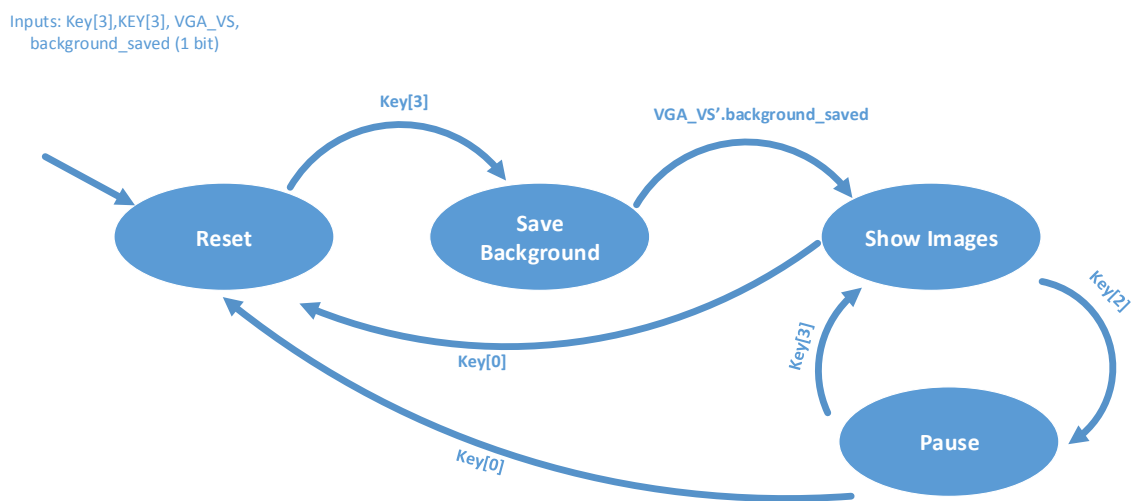 Inputs: Key[3],KEY[3], VGA_VS,
background_saved (1 bit)
Key[3]
VGA_VS’.background_saved
Reset
Save
Background
Show Images
Key[2]
Key[3]
Key[0]
Pause
Key[0]